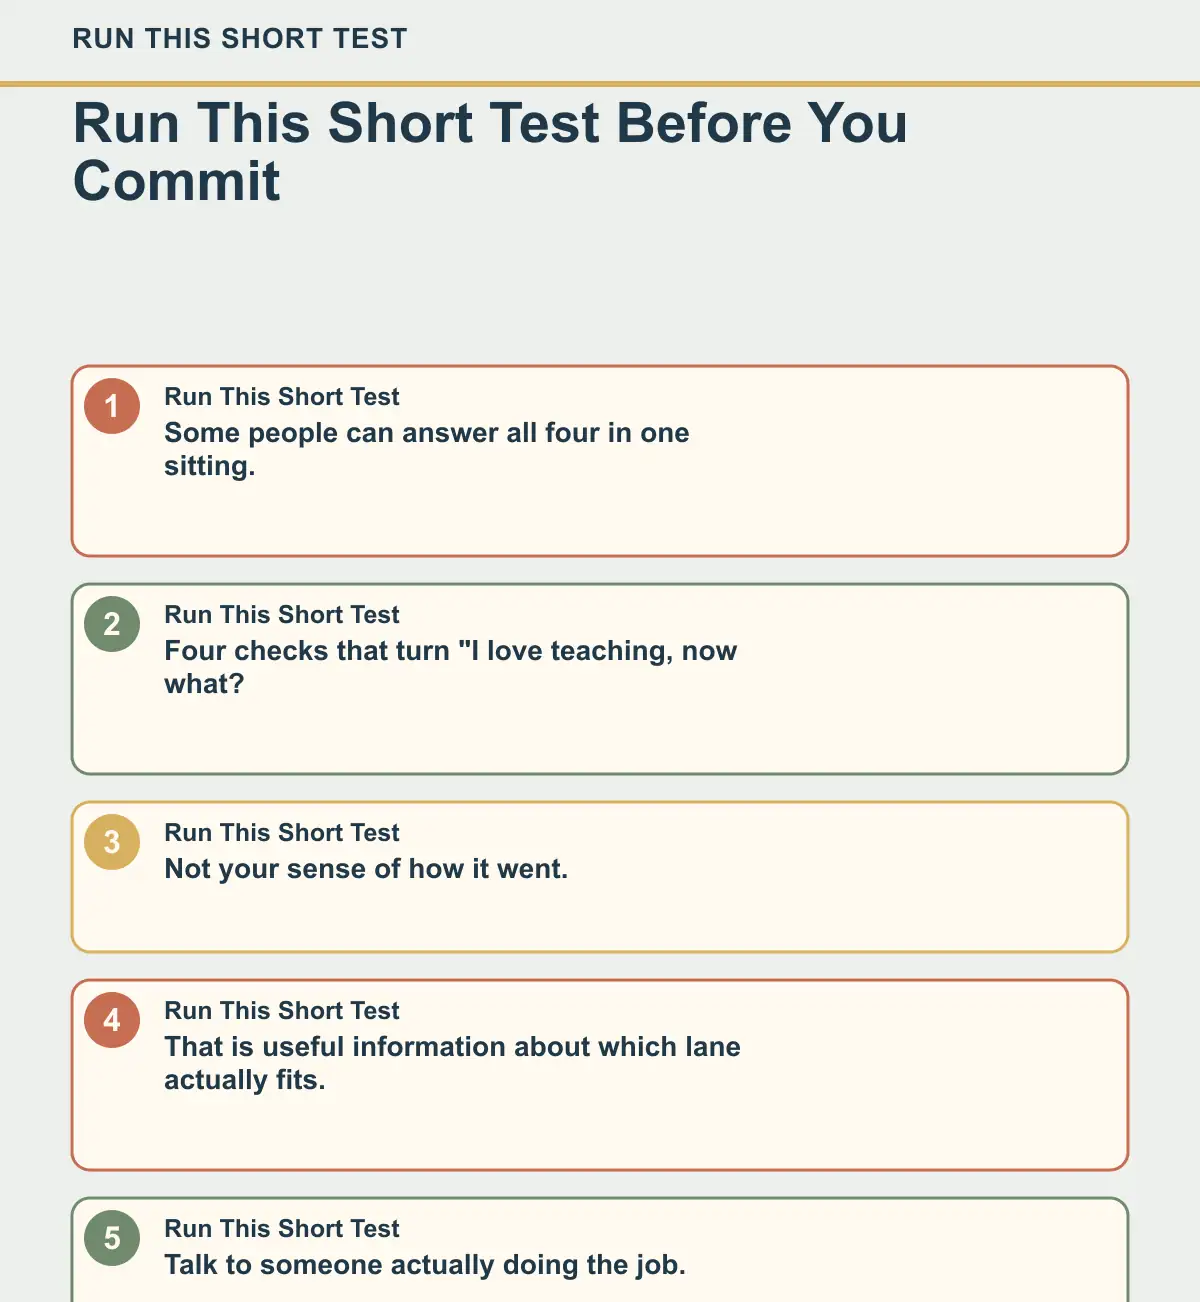 RUN THIS SHORT TEST
Run This Short Test Before You
Commit
1
Run This Short Test
Some people can answer all four in one
sitting.
2
Run This Short Test
Four checks that turn "I love teaching, now
what?
3
Run This Short Test
Not your sense of how it went.
4
Run This Short Test
That is useful information about which lane
actually fits.
5
Run This Short Test
Talk to someone actually doing the job.